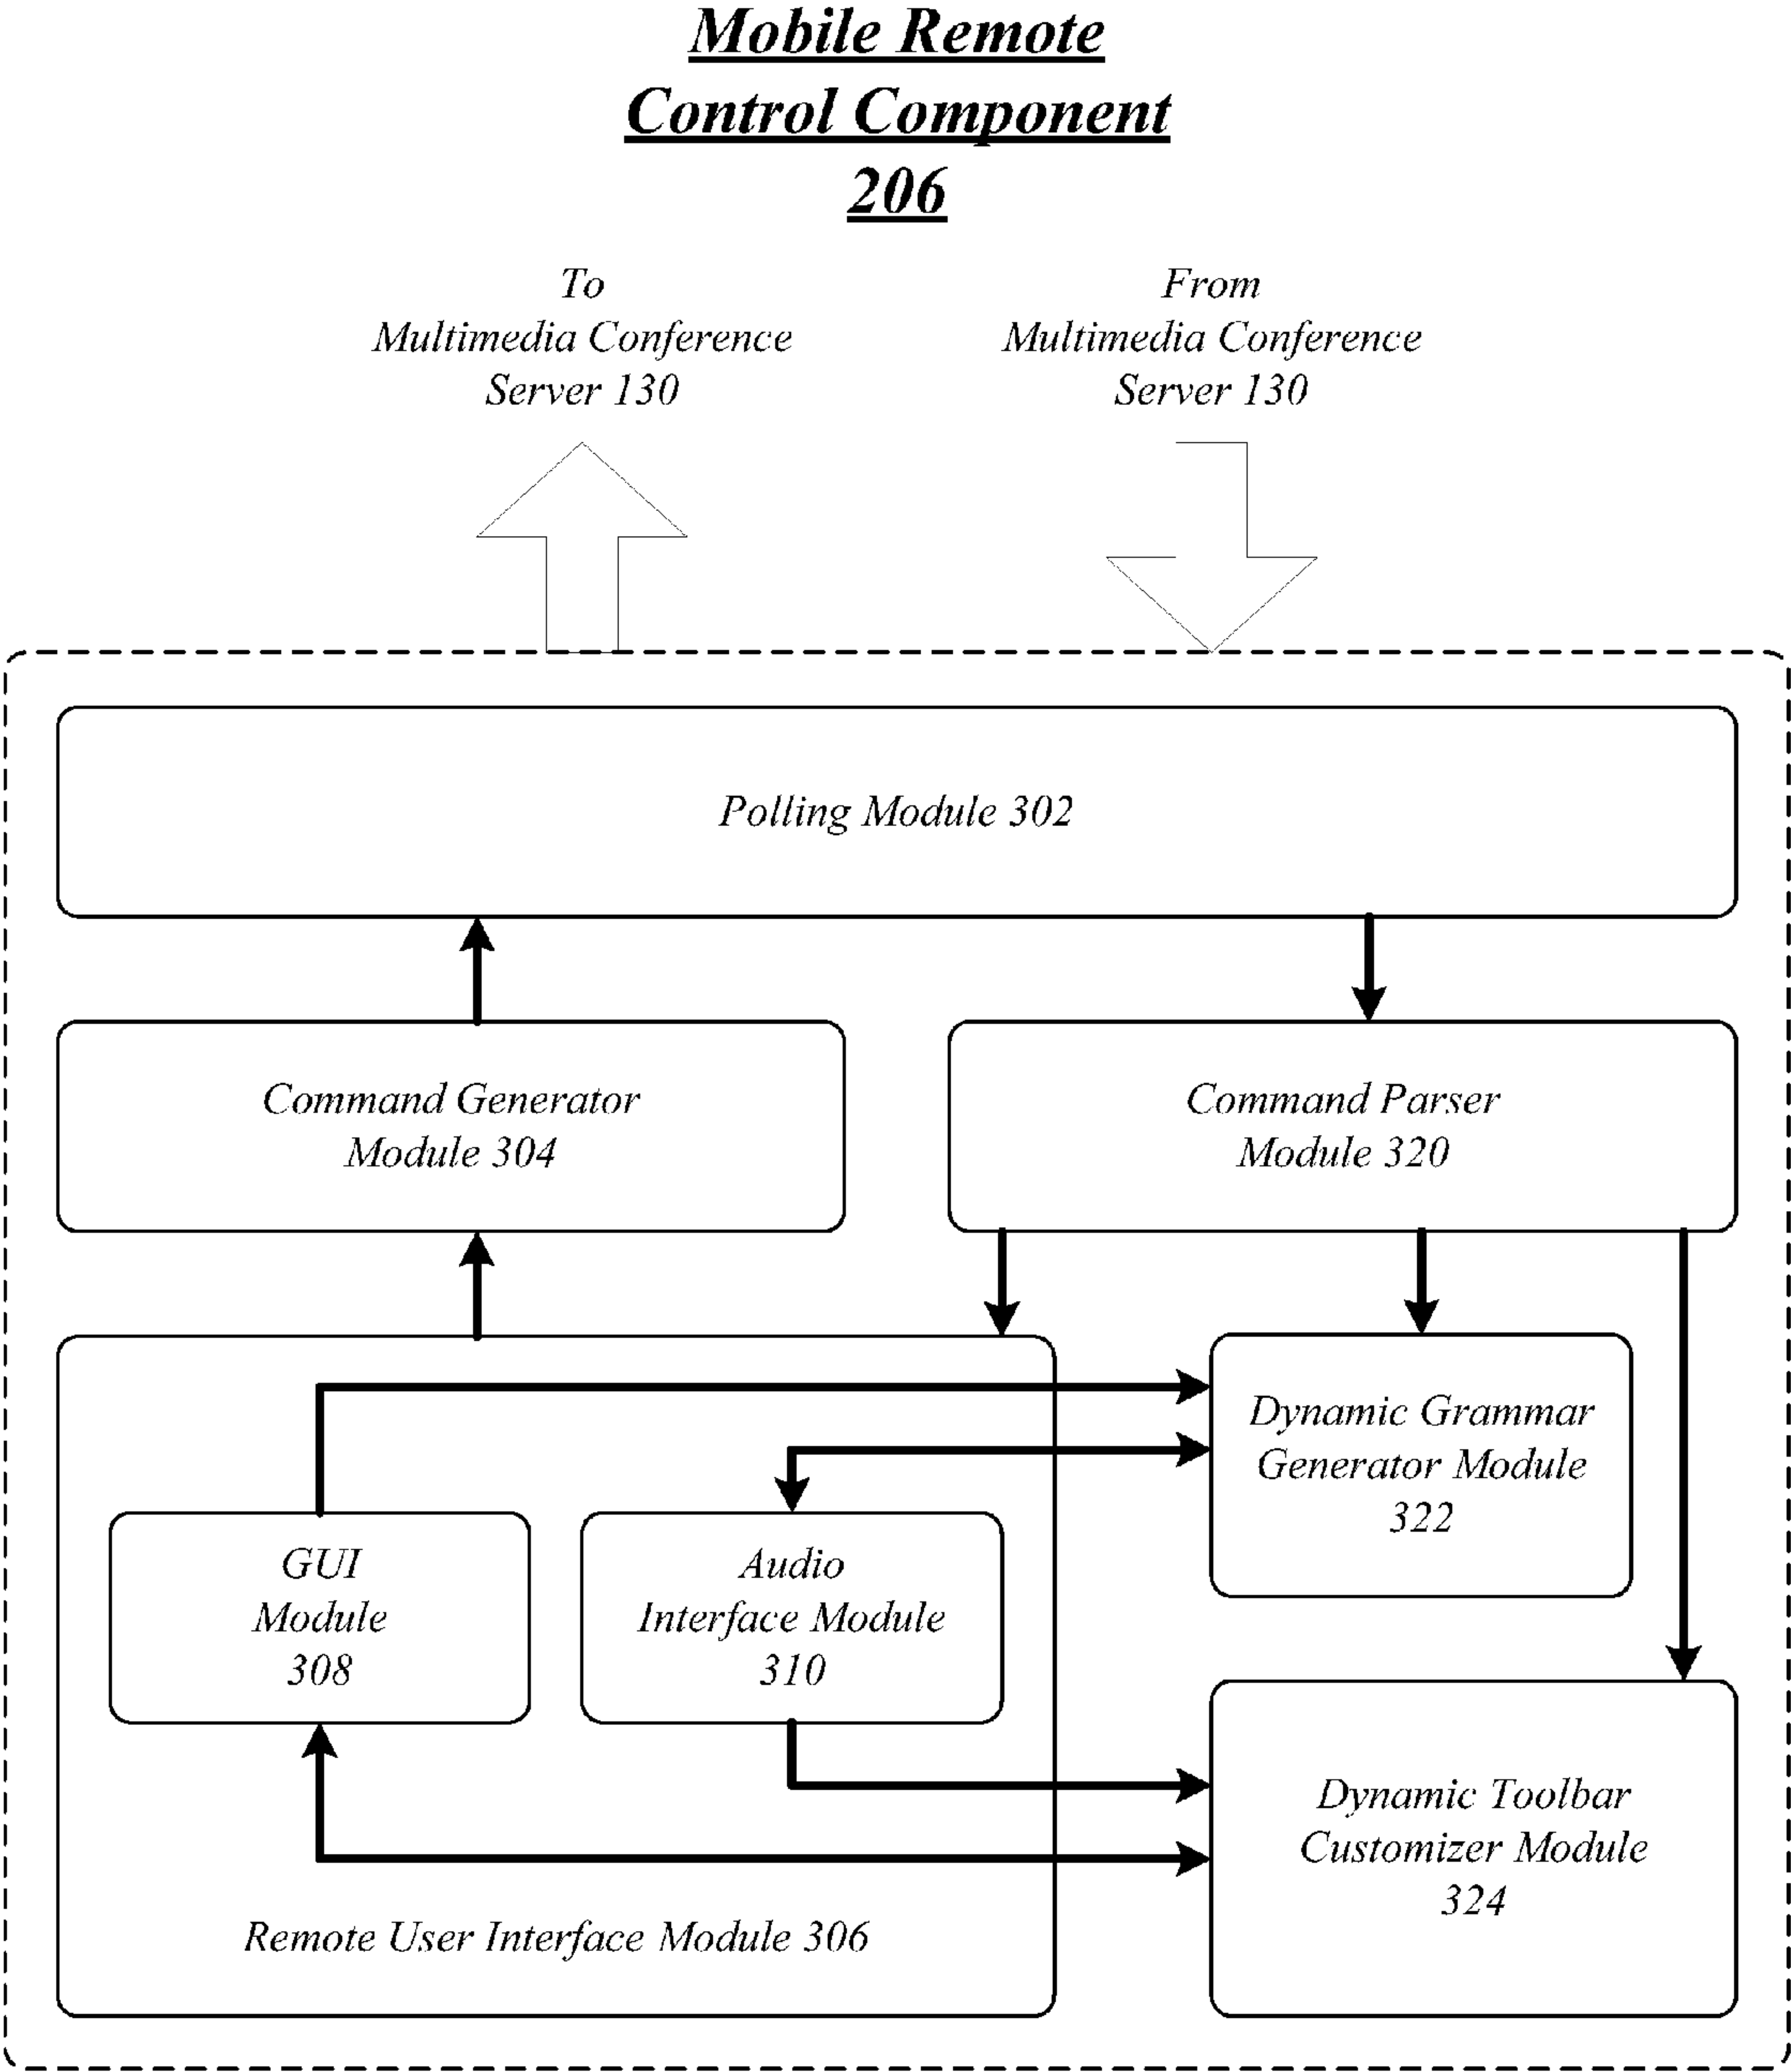 Mobile Remote
Control Component
206
To
Multimedia Conference
Server 130
From
Multimedia Conference
Server 130
Polling Module 302
Command Generator
Module 304
Command Parser
Module 320
Dynamic Grammar
Generator Module
322
GUI
Module
308
Audio
Interface Module
310
Dynamic Toolbar
Customizer Module
324
Remote User Interface Module 306